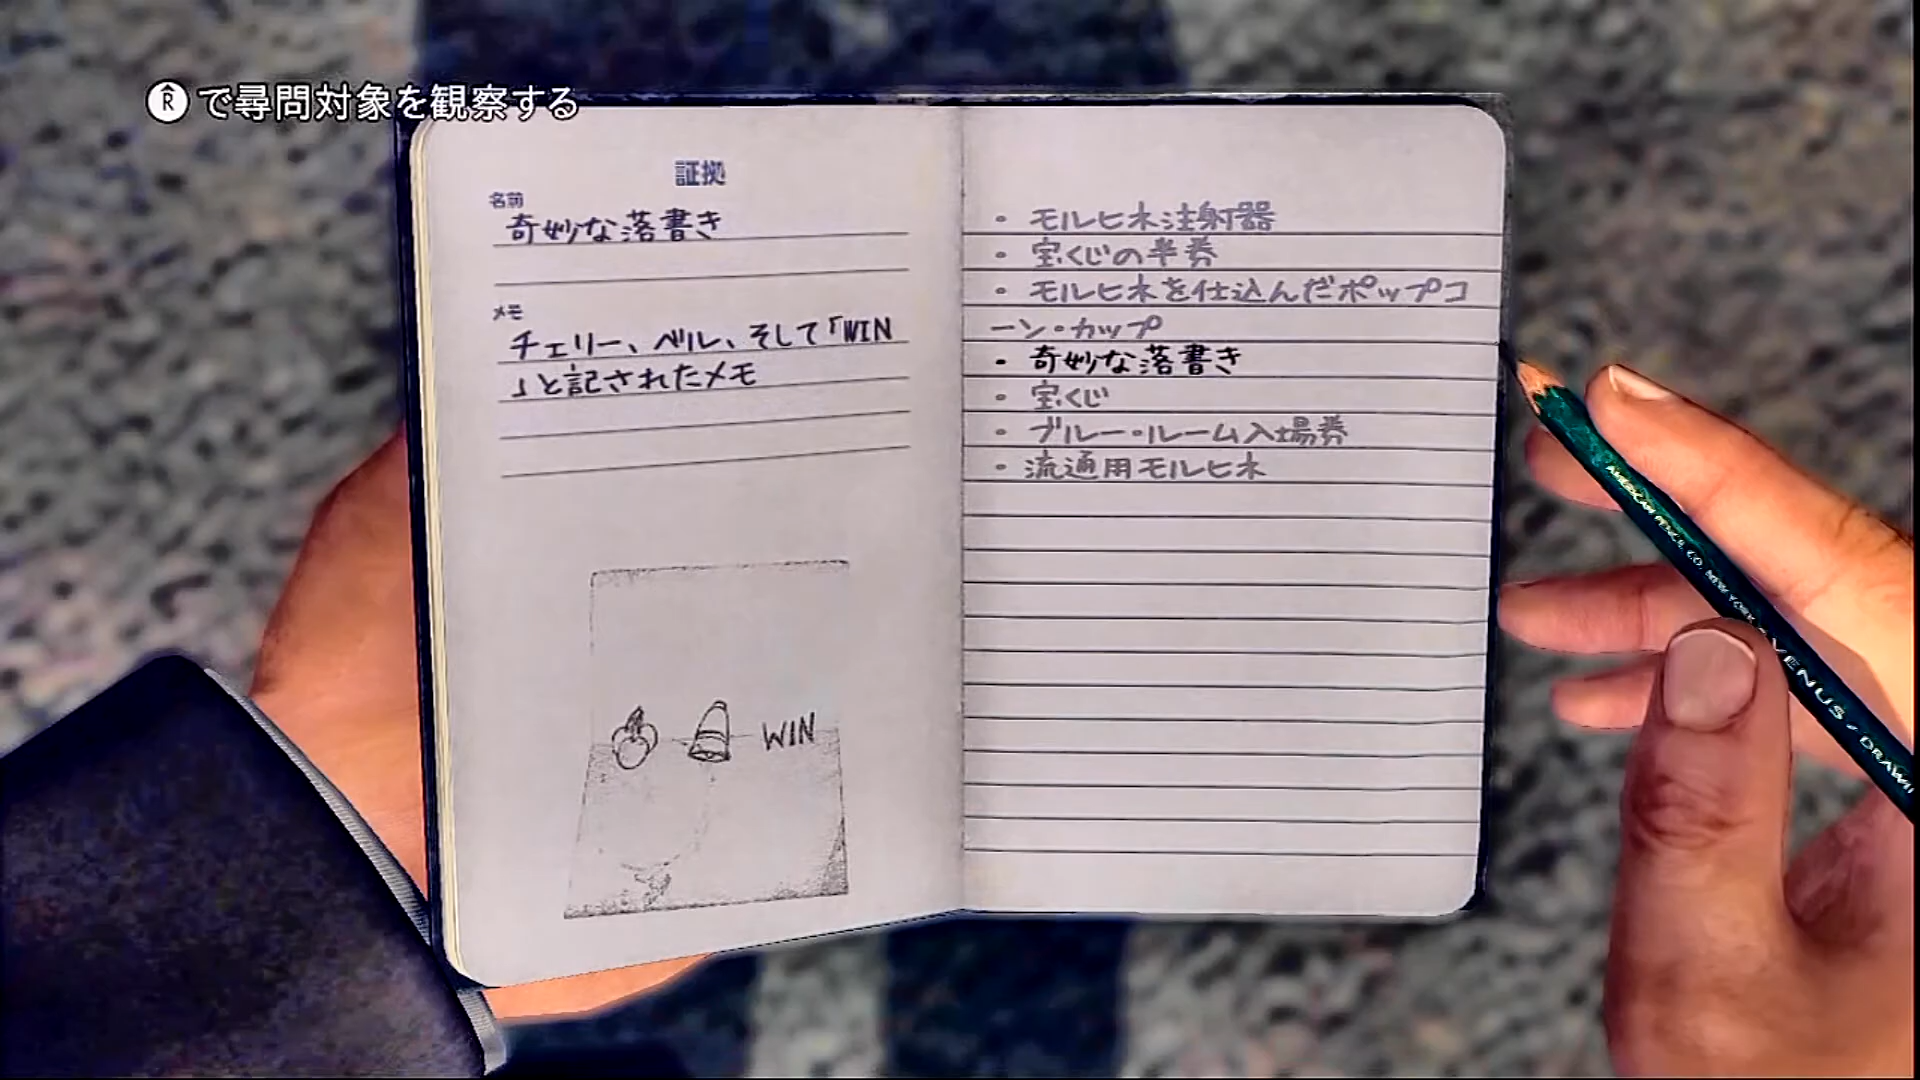 Rで尋問対象を観察する
証拠
名前
奇妙な落書き
メモ
チェリー、ベル、そして「WIN
」と記されたメモ
WIN
・モルヒネ注射器
・宝くじの半券
・モルヒネを仕込んだポップコ
ーン・カップ
・奇妙な落書き
・宝くじ
・ブルー・ルーム入場券
・流通用モルヒネ
AMERICAN PENCIL CO.
VENUS